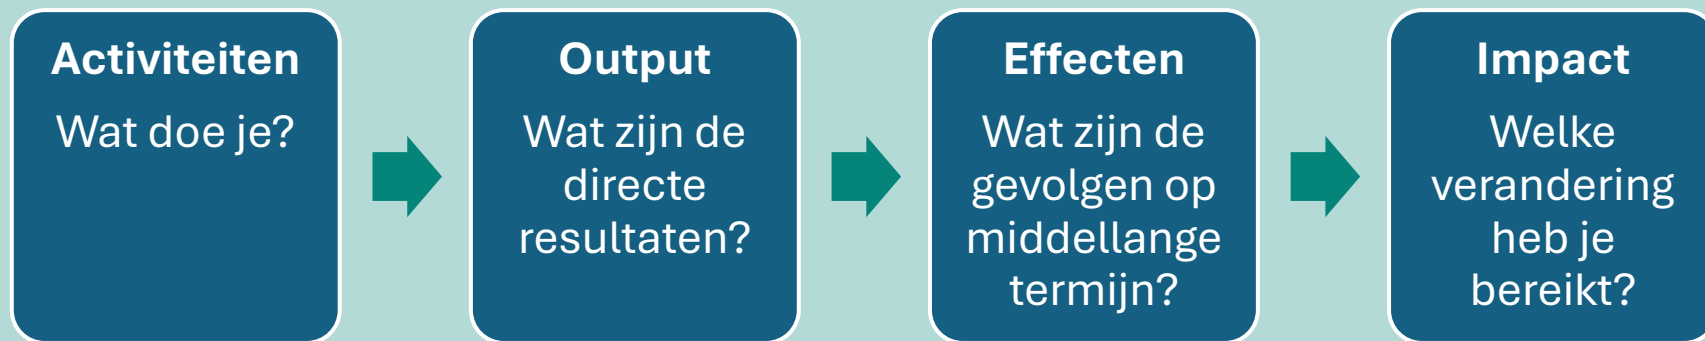 Activiteiten
Wat doe je?
Output
Wat zijn de
directe
resultaten?
Effecten
Wat zijn de
gevolgen op
middellange
termijn?
Impact
Welke
verandering
heb je
bereikt?